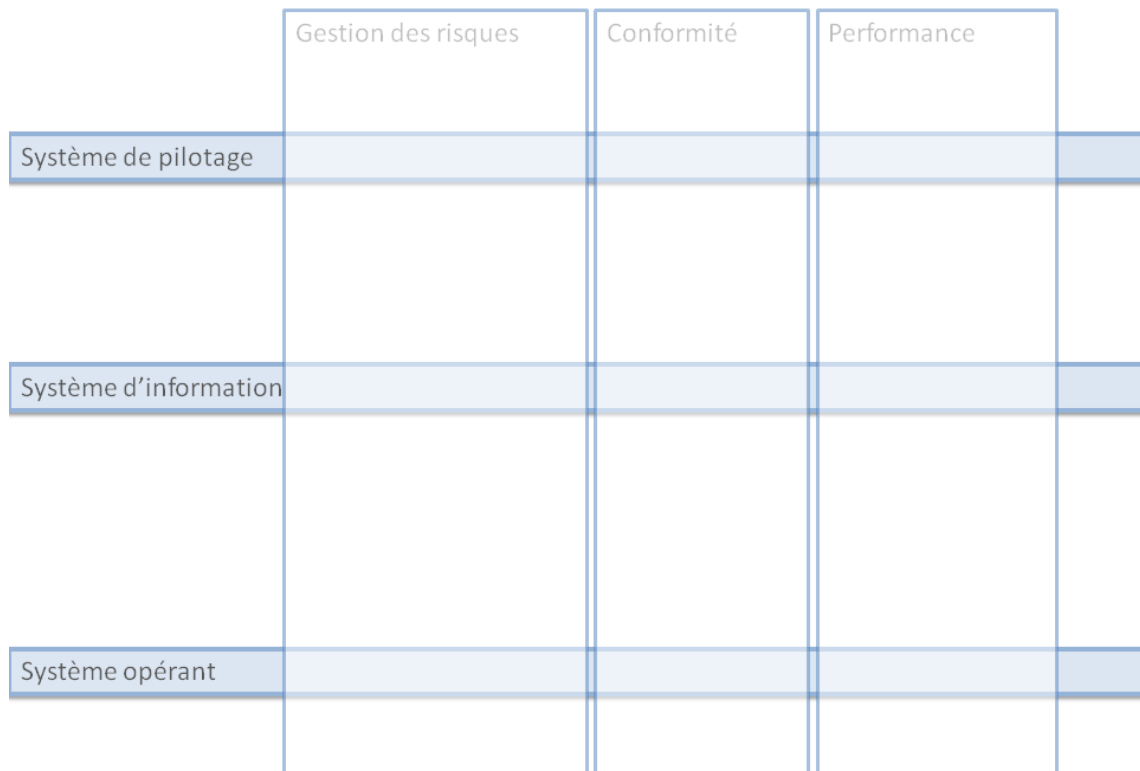 Gestion des risques
Conformité
Performance
Système de pilotage
Système d’information
Système opérant